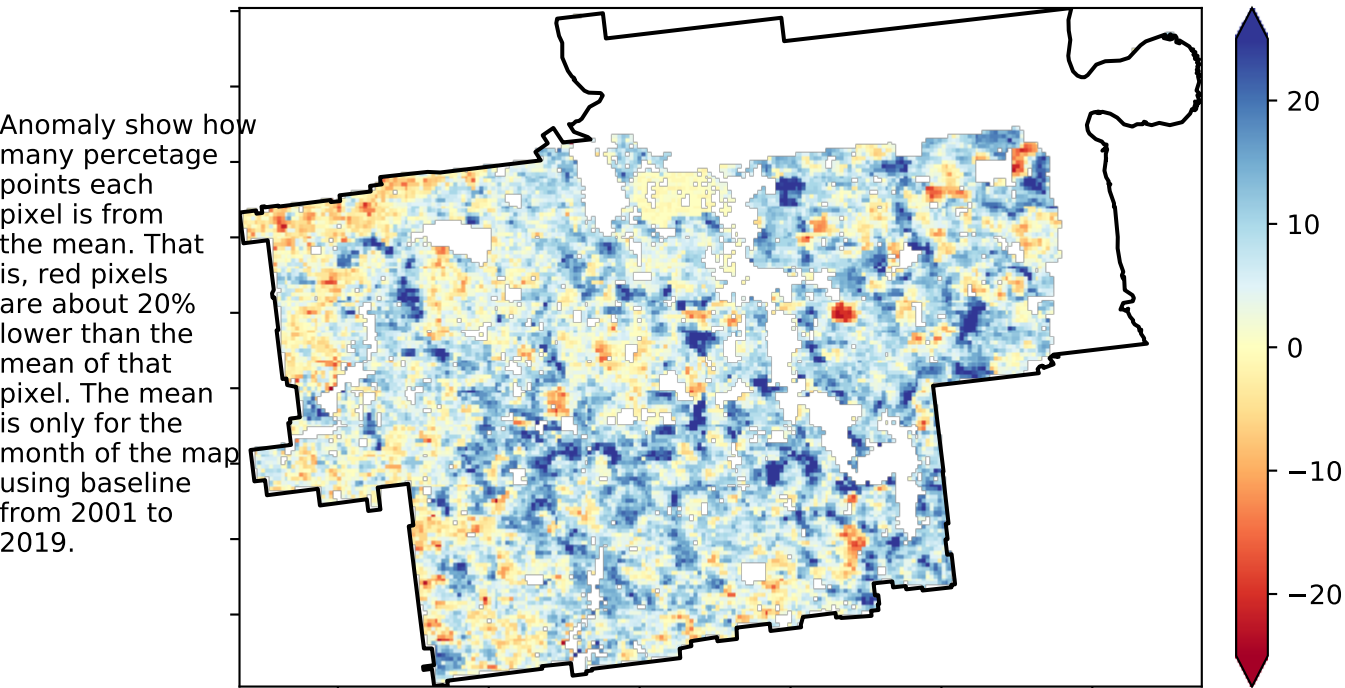 Anomaly show how
many percetage
points each
pixel is from
the mean. That
is, red pixels
are about 20%
lower than the
mean of that
pixel. The mean
is only for the
month of the map
using baseline
from 2001 to
2019.
20
10
0
−10
−20